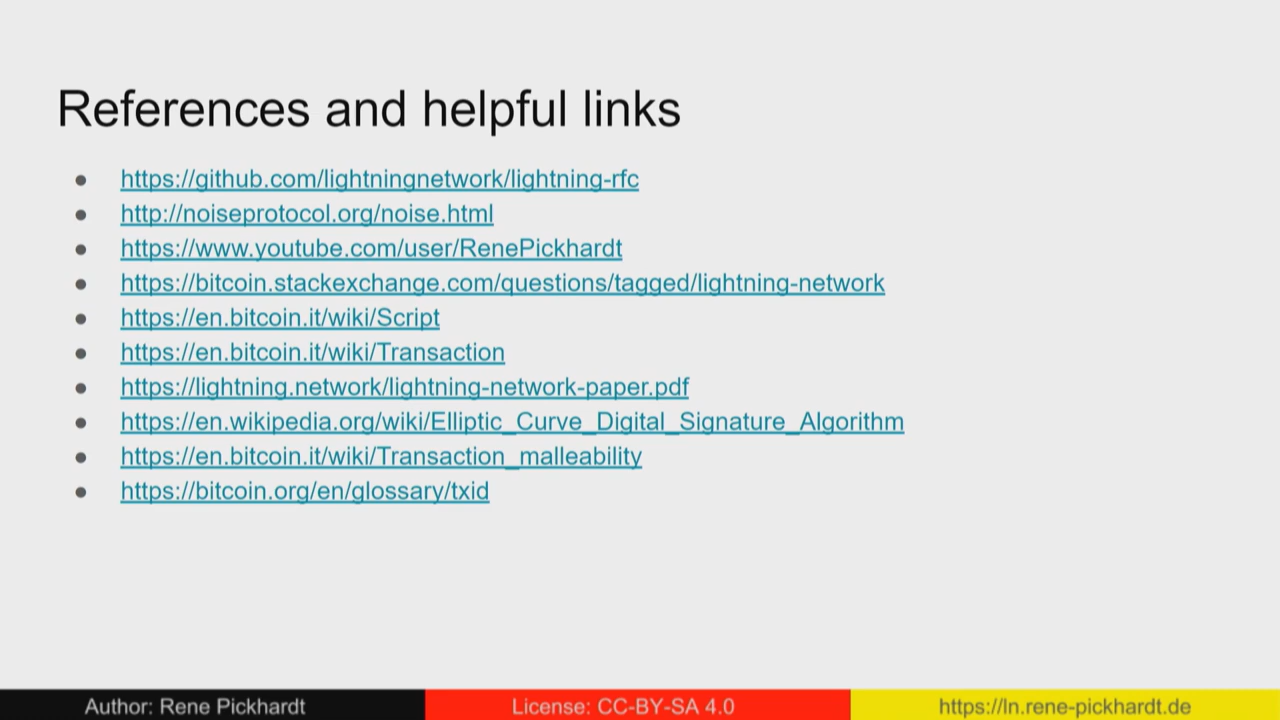 References and helpful links
● https://github.com/lightningnetwork/lightning-rfc
● http://noiseprotocol.org/noise.html
● https://www.youtube.com/user/RenePickhardt
● https://bitcoin.stackexchange.com/questions/tagged/lightning-network
● https://en.bitcoin.it/wiki/Script
● https://en.bitcoin.it/wiki/Transaction
● https://lightning.network/lightning-network-paper.pdf
● https://en.wikipedia.org/wiki/Elliptic_Curve_Digital_Signature_Algorithm
● https://en.bitcoin.it/wiki/Transaction_malleability
● https://bitcoin.org/en/glossary/txid
Author: Rene Pickhardt
License: CC-BY-SA 4.0
https://ln.rene-pickhardt.de